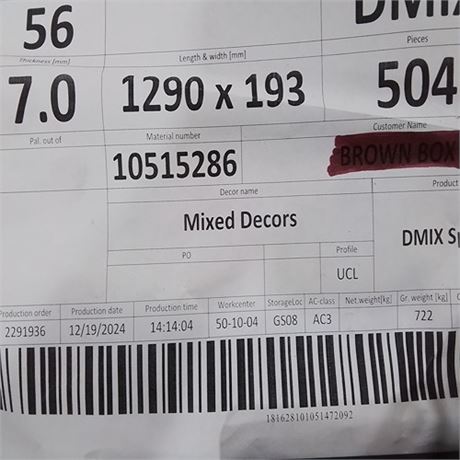 DMIX
56
Thickness [mm]
Length & width [mm]
Pieces
7.0
1290 x 193
504
Pal. out of
Material number
Customer Name
10515286
BROWN BOX
Decor name
Product
Mixed Decors
DMIX
PO
Profile
UCL
Production order
Production date
Production time
Workcenter
StorageLoc
AC-class
Net.weight[kg]
Gr. weight [kg]
2291936
12/19/2024
14:14:04
50-10-04
GS08
AC3
722
181628101051472092